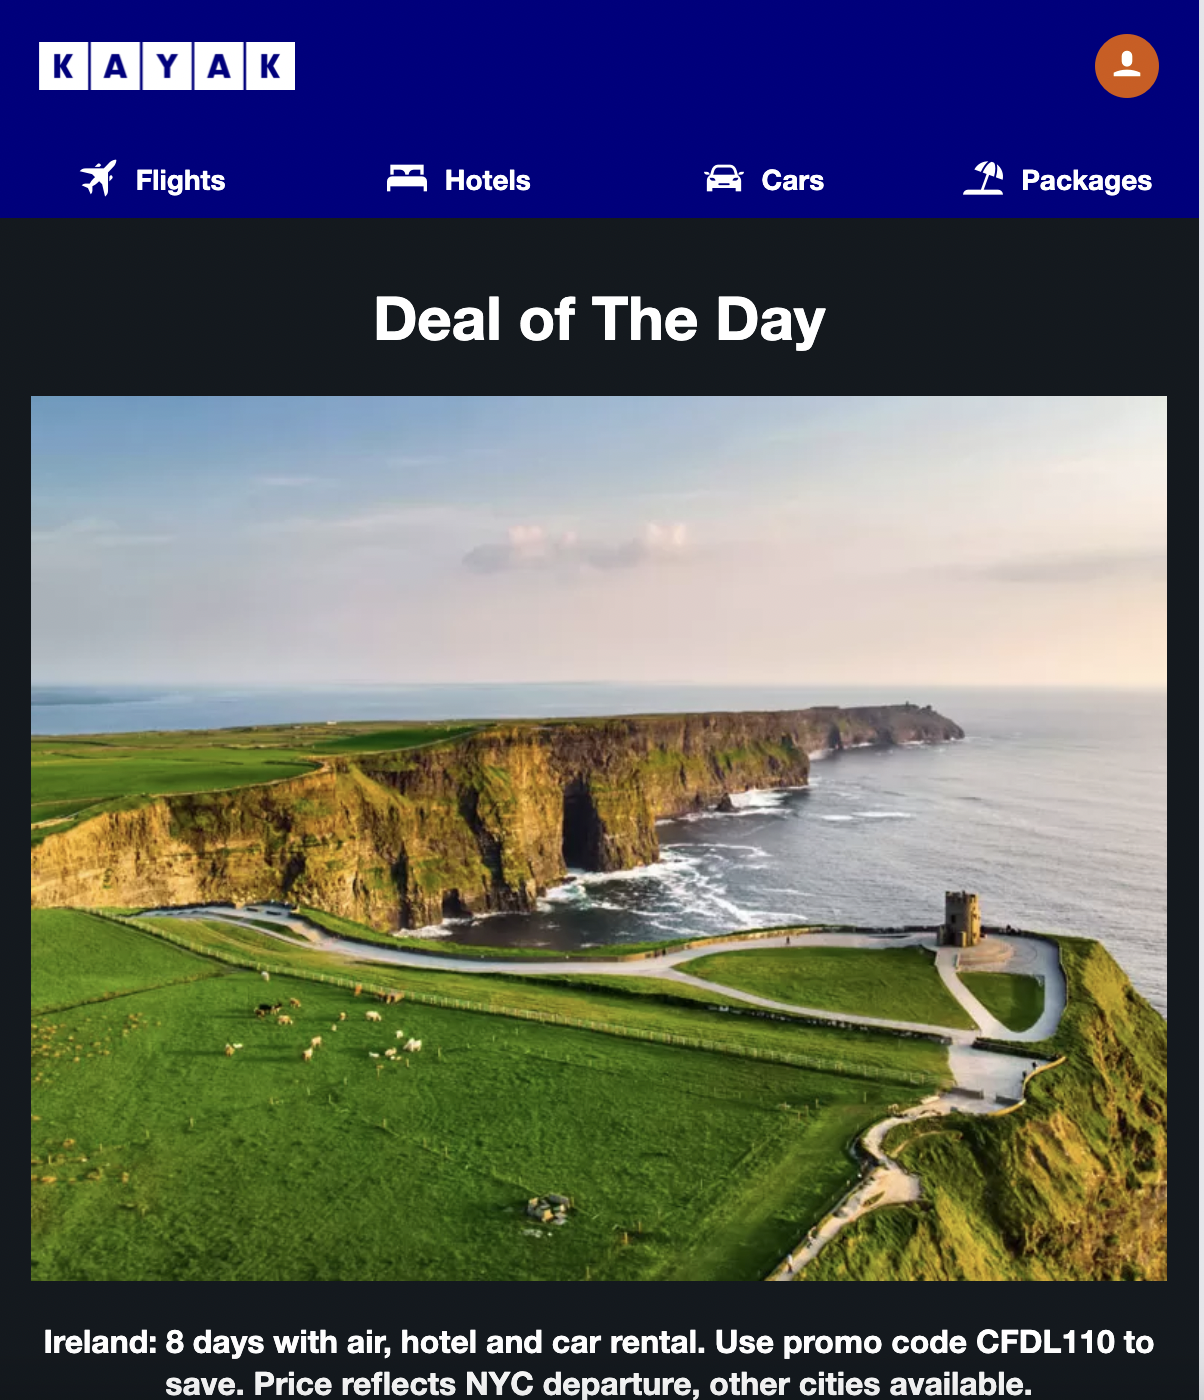 KAYAK
Flights Hotels Cars Packages
Deal of The Day
Ireland: 8 days with air, hotel and car rental. Use promo code CFDL110 to
save. Price reflects NYC departure, other cities available.